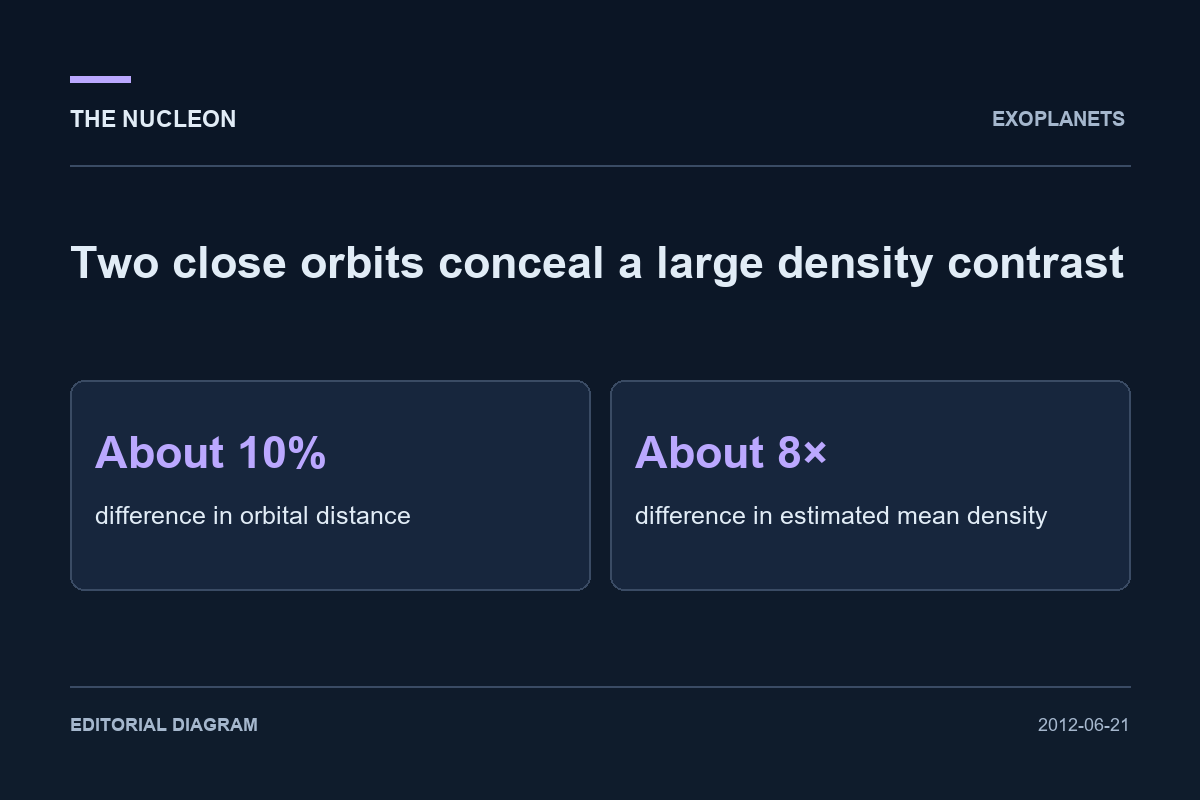 THE NUCLEON
EXOPLANETS
Two close orbits conceal a large density contrast
About 10%
difference in orbital distance
About 8×
difference in estimated mean density
EDITORIAL DIAGRAM
2012-06-21